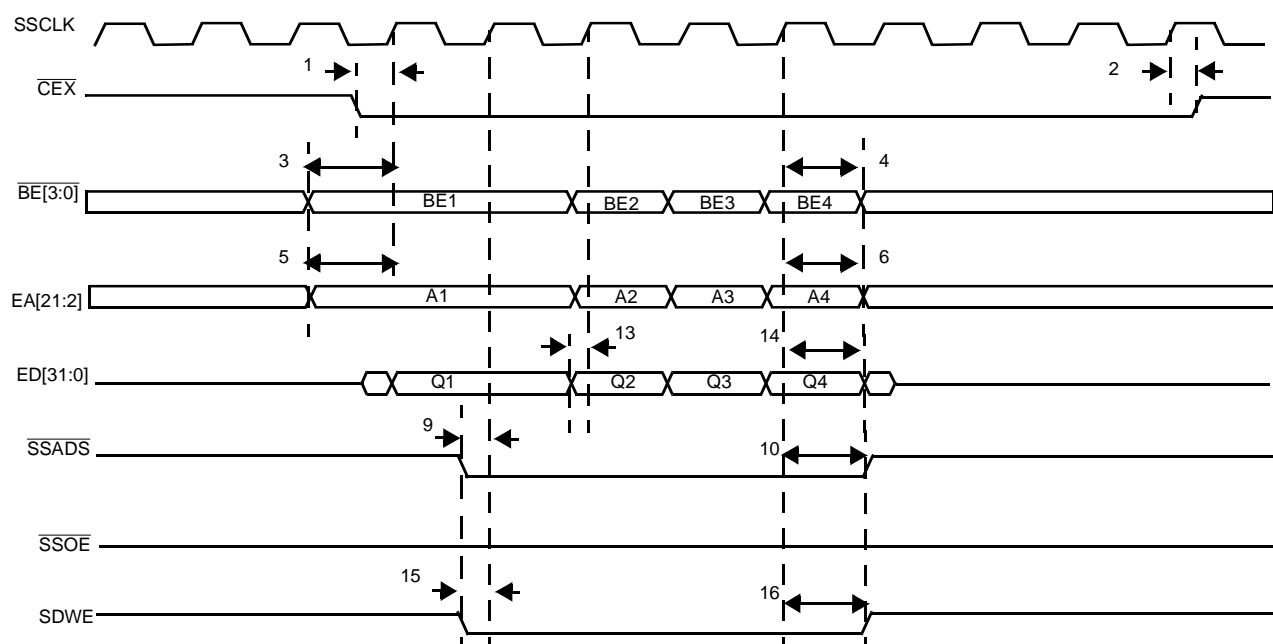 SSCLK
1 2
CEX
3 4
BE[3:0] BE1 BE2 BE3 BE4
5 6
EA[21:2] A1 A2 A3 A4
13 14
ED[31:0] Q1 Q2 Q3 Q4
9 10
SSADS
SSOE
15 16
SDWE